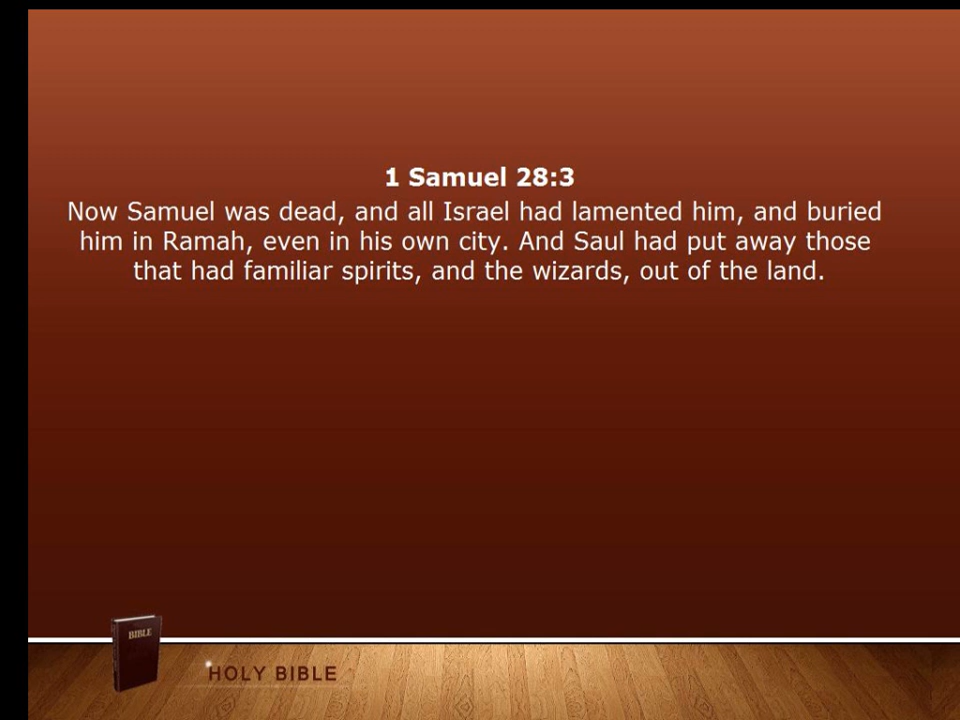 1 Samuel 28:3
Now Samuel was dead, and all Israel had lamented him, and buried
him in Ramah, even in his own city. And Saul had put away those
that had familiar spirits, and the wizards, out of the land.
BIBLE
HOLY BIBLE